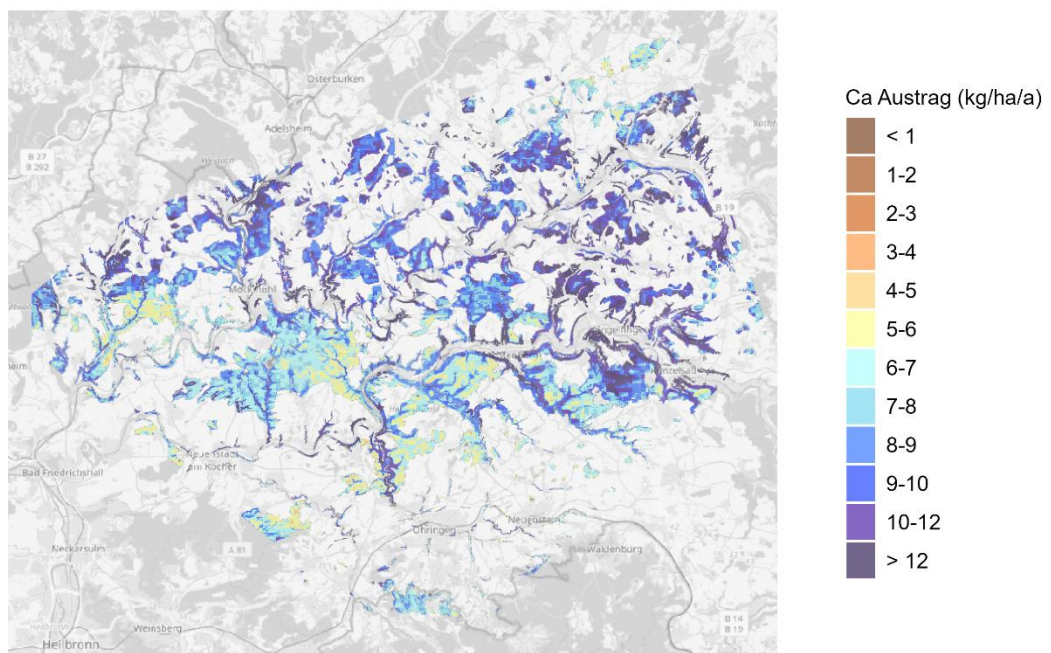 Osterburken
Adelsheim
B 27
B 292
B 19
Neuenstadt
am Kocher
Bad Friedrichshall
Öhringen
Neuenstein
Neckarsulm
A 81
Waldenburg
Weinsberg
Heilbronn
Heilbronn
B 14
B 19
Ca Austrag (kg/ha/a)
< 1
1-2
2-3
3-4
4-5
5-6
6-7
7-8
8-9
9-10
10-12
> 12